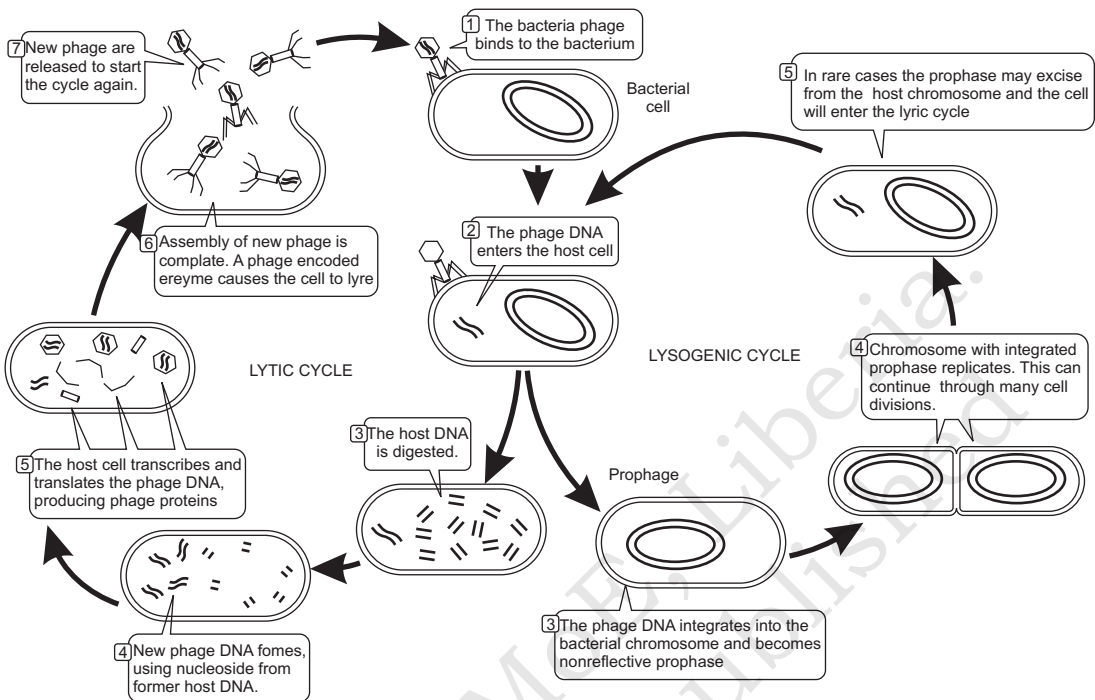 1 The bacteria phage
binds to the bacterium
Bacterial
cell
2 The phage DNA
enters the host cell
LYTIC CYCLE
3 The host DNA
is digested.
4 New phage DNA fomes,
using nucleoside from
former host DNA.
5 The host cell transcribes and
translates the phage DNA,
producing phage proteins
6 Assembly of new phage is
complate. A phage encoded
ereyme causes the cell to lyre
7 New phage are
released to start
the cycle again.
LYSOGENIC CYCLE
Prophage
3 The phage DNA integrates into the
bacterial chromosome and becomes
nonreflective prophase
4 Chromosome with integrated
prophase replicates. This can
continue through many cell
divisions.
5 In rare cases the prophase may excise
from the host chromosome and the cell
will enter the lyric cycle
MoE, Liberia.
ublished